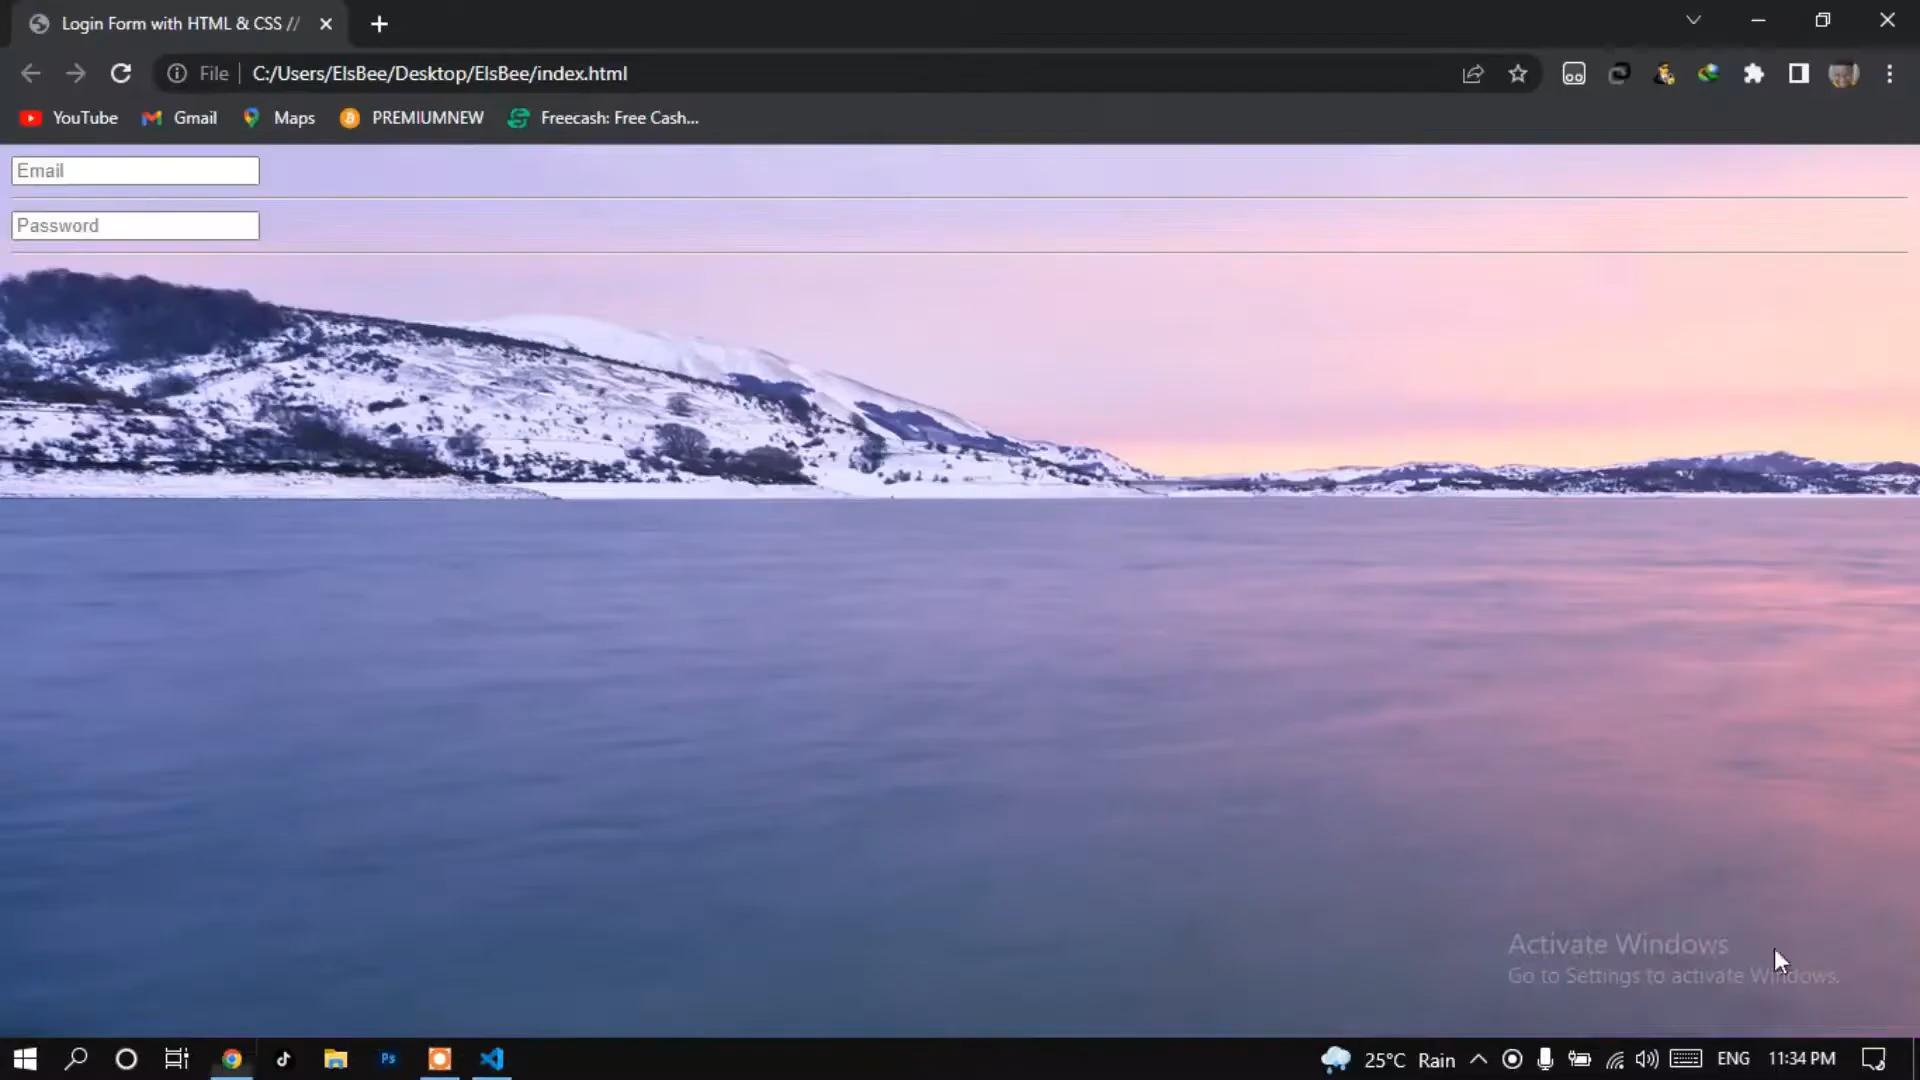 Login Form with HTML & CSS //
File
C:/Users/ElsBee/Desktop/ElsBee/index.html
YouTube
Gmail
Maps
PREMIUMNEW
Freecash: Free Cash...
Email
Password
Activate Windows
Go to Settings to activate Windows.
Ps
25°C Rain
ENG
11:34 PM